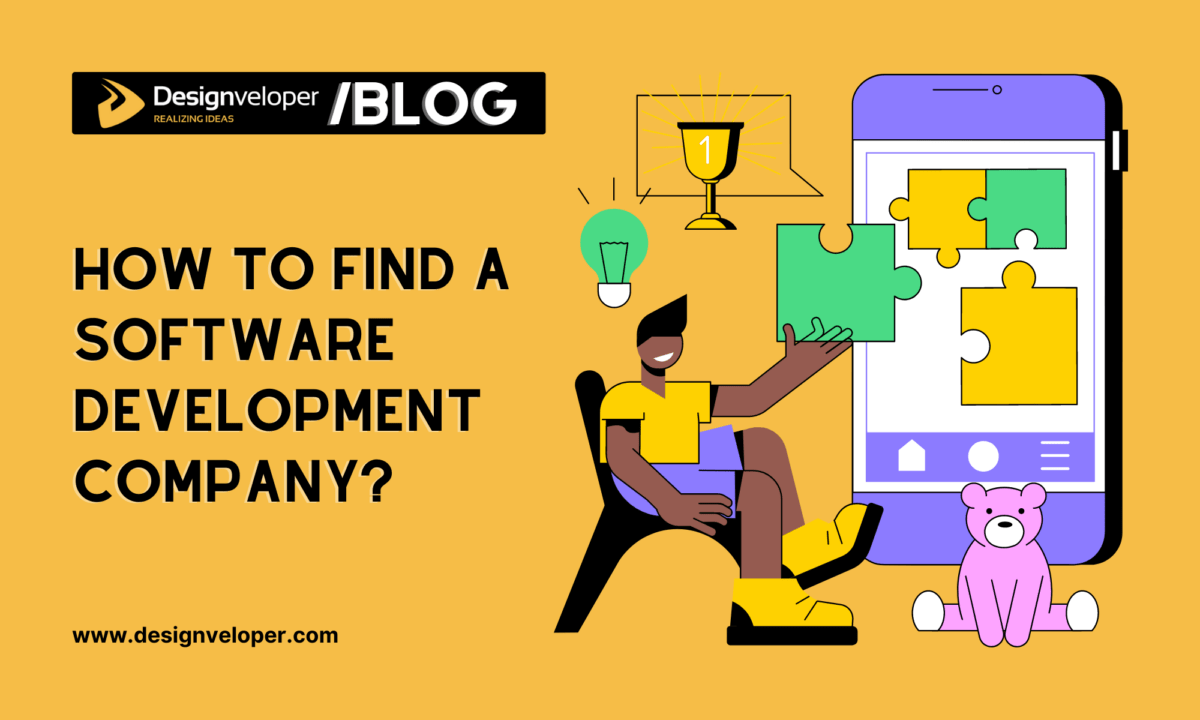 Designveloper
REALIZING IDEAS
/BLOG
HOW TO FIND A
SOFTWARE
DEVELOPMENT
COMPANY?
www.designveloper.com
1